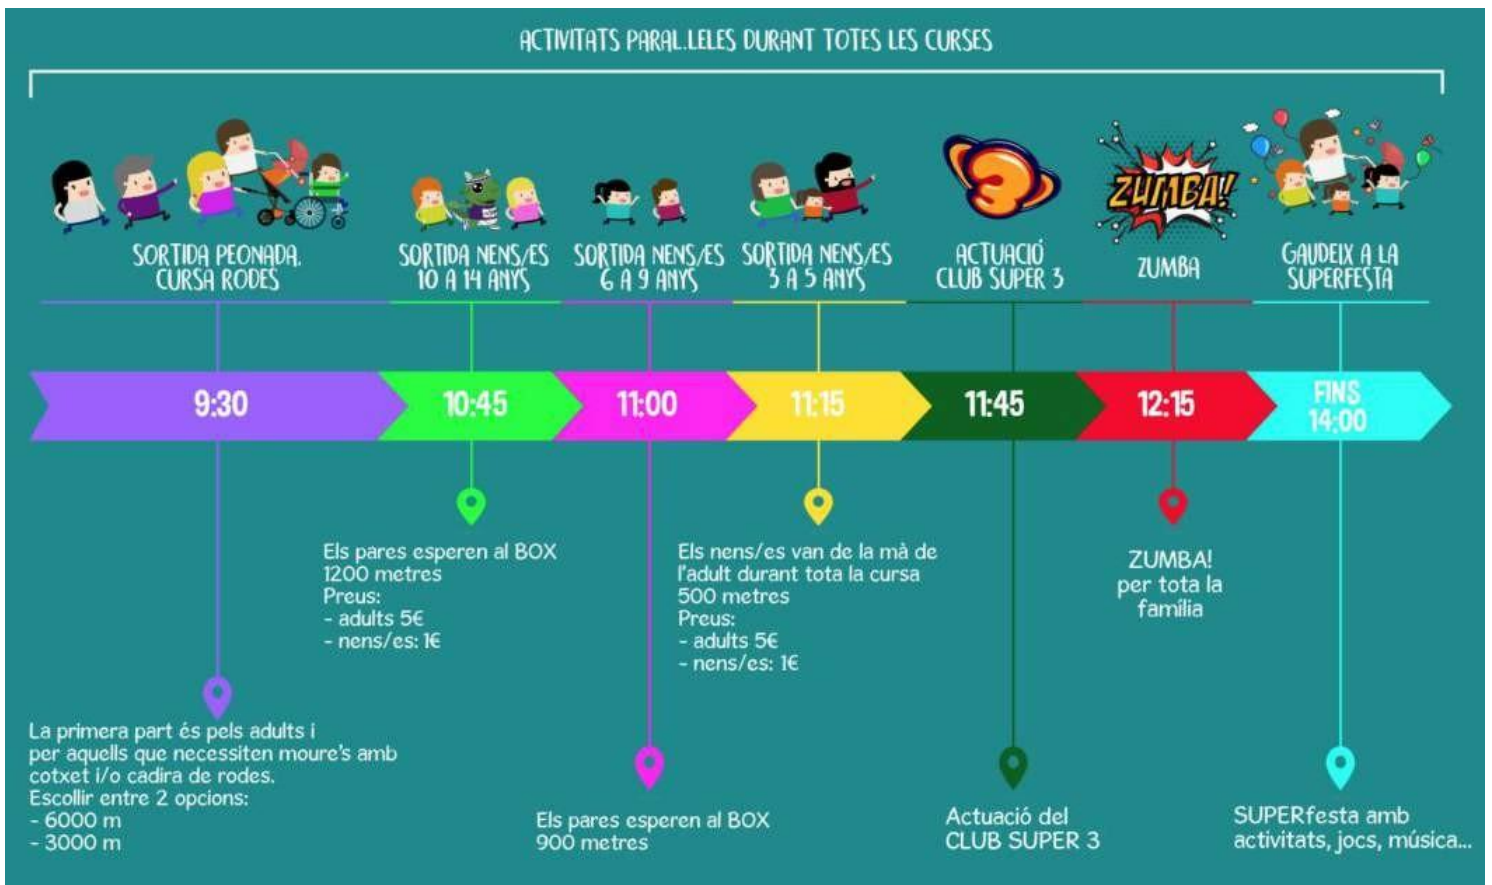 ACTIVITATS PARAL.LELES DURANT TOTES LES CURSES
3
ZUMBA!
SORTIDA PEONADA.
CURSA RODES
SORTIDA NENS/ES
10 A 14 ANYS
SORTIDA NENS/ES
6 A 9 ANYS
SORTIDA NENS/ES
3 A 5 ANYS
ACTUACIÓ
CLUB SUPER 3
ZUMBA
GAUDEIX A LA
SUPERFESTA
9:30
10:45
11:00
11:15
11:45
12:15
FINS
14:00
La primera part és pels adults i
per aquells que necessiten moure's amb
cotxet i/o cadira de rodes.
Escollir entre 2 opcions:
- 6000 m
- 3000 m
Els pares esperen al BOX
1200 metres
Preus:
- adults 5€
- nens/es: 1€
Els pares esperen al BOX
900 metres
Els nens/es van de la mà de
l'adult durant tota la cursa
500 metres
Preus:
- adults 5€
- nens/es: 1€
Actuació del
CLUB SUPER 3
ZUMBA!
per tota la
família
SUPERfesta amb
activitats, jocs, música...